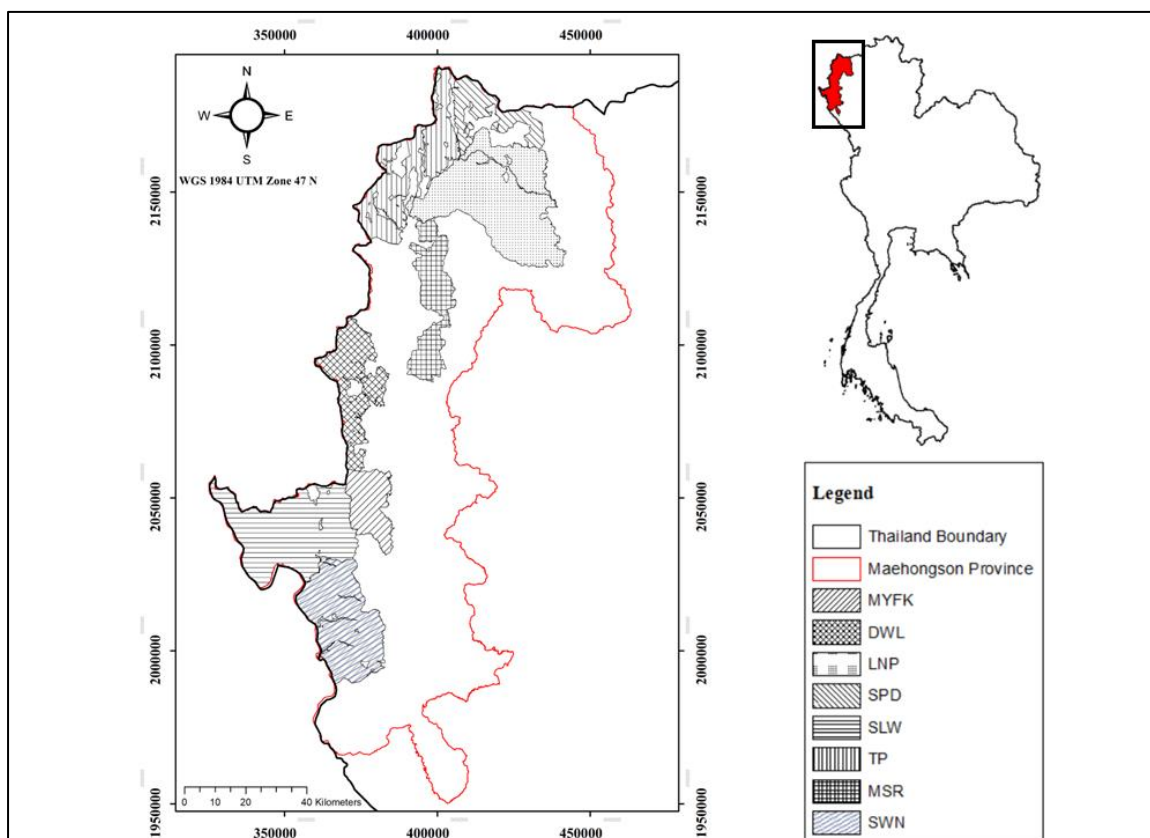 350000 400000 450000
N
W E
S
WGS 1984 UTM Zone 47 N
2150000 2150000
2100000 2100000
2050000 2050000
2000000 2000000
1950000 1950000
0 10 20 40 Kilometers
350000 400000 450000
Legend
Thailand Boundary
Maehongson Province
MYFK
DWL
LNP
SPD
SLW
TP
MSR
SWN